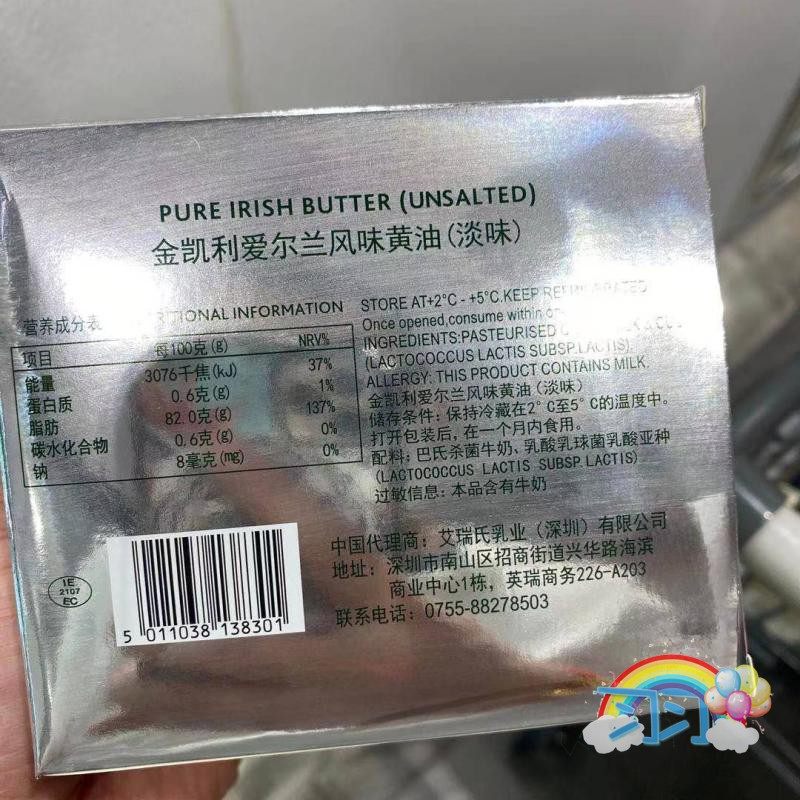 PURE IRISH BUTTER (UNSALTED)
金凯利爱尔兰风味黄油(淡味)
营养成分表 NUTRITIONAL INFORMATION
项目 每100克(g) NRV%
能量 3076千焦(kJ) 37%
蛋白质 0.6克(g) 1%
脂肪 82.0克(g) 137%
碳水化合物 0.6克(g) 0%
钠 8毫克(mg) 0%
STORE AT+2°C - +5°C.KEEP REFRIGERATED
Once opened,consume within
INGREDIENTS:PASTEURISED
(LACTOCOCCUS LACTIS SUBSP.LACTIS).
ALLERGY: THIS PRODUCT CONTAINS MILK.
金凯利爱尔兰风味黄油(淡味)
储存条件: 保持冷藏在2°C至5°C的温度中。
打开包装后, 在一个月内食用。
配料: 巴氏杀菌牛奶、乳酸乳球菌乳酸亚种
(LACTOCOCCUS LACTIS SUBSP.LACTIS)
过敏信息: 本品含有牛奶
中国代理商: 艾瑞氏乳业(深圳)有限公司
地址: 深圳市南山区招商街道兴华路海滨
商业中心1栋, 英瑞商务226-A203
联系电话: 0755-88278503
IE
2107
EC
5 011038 138301